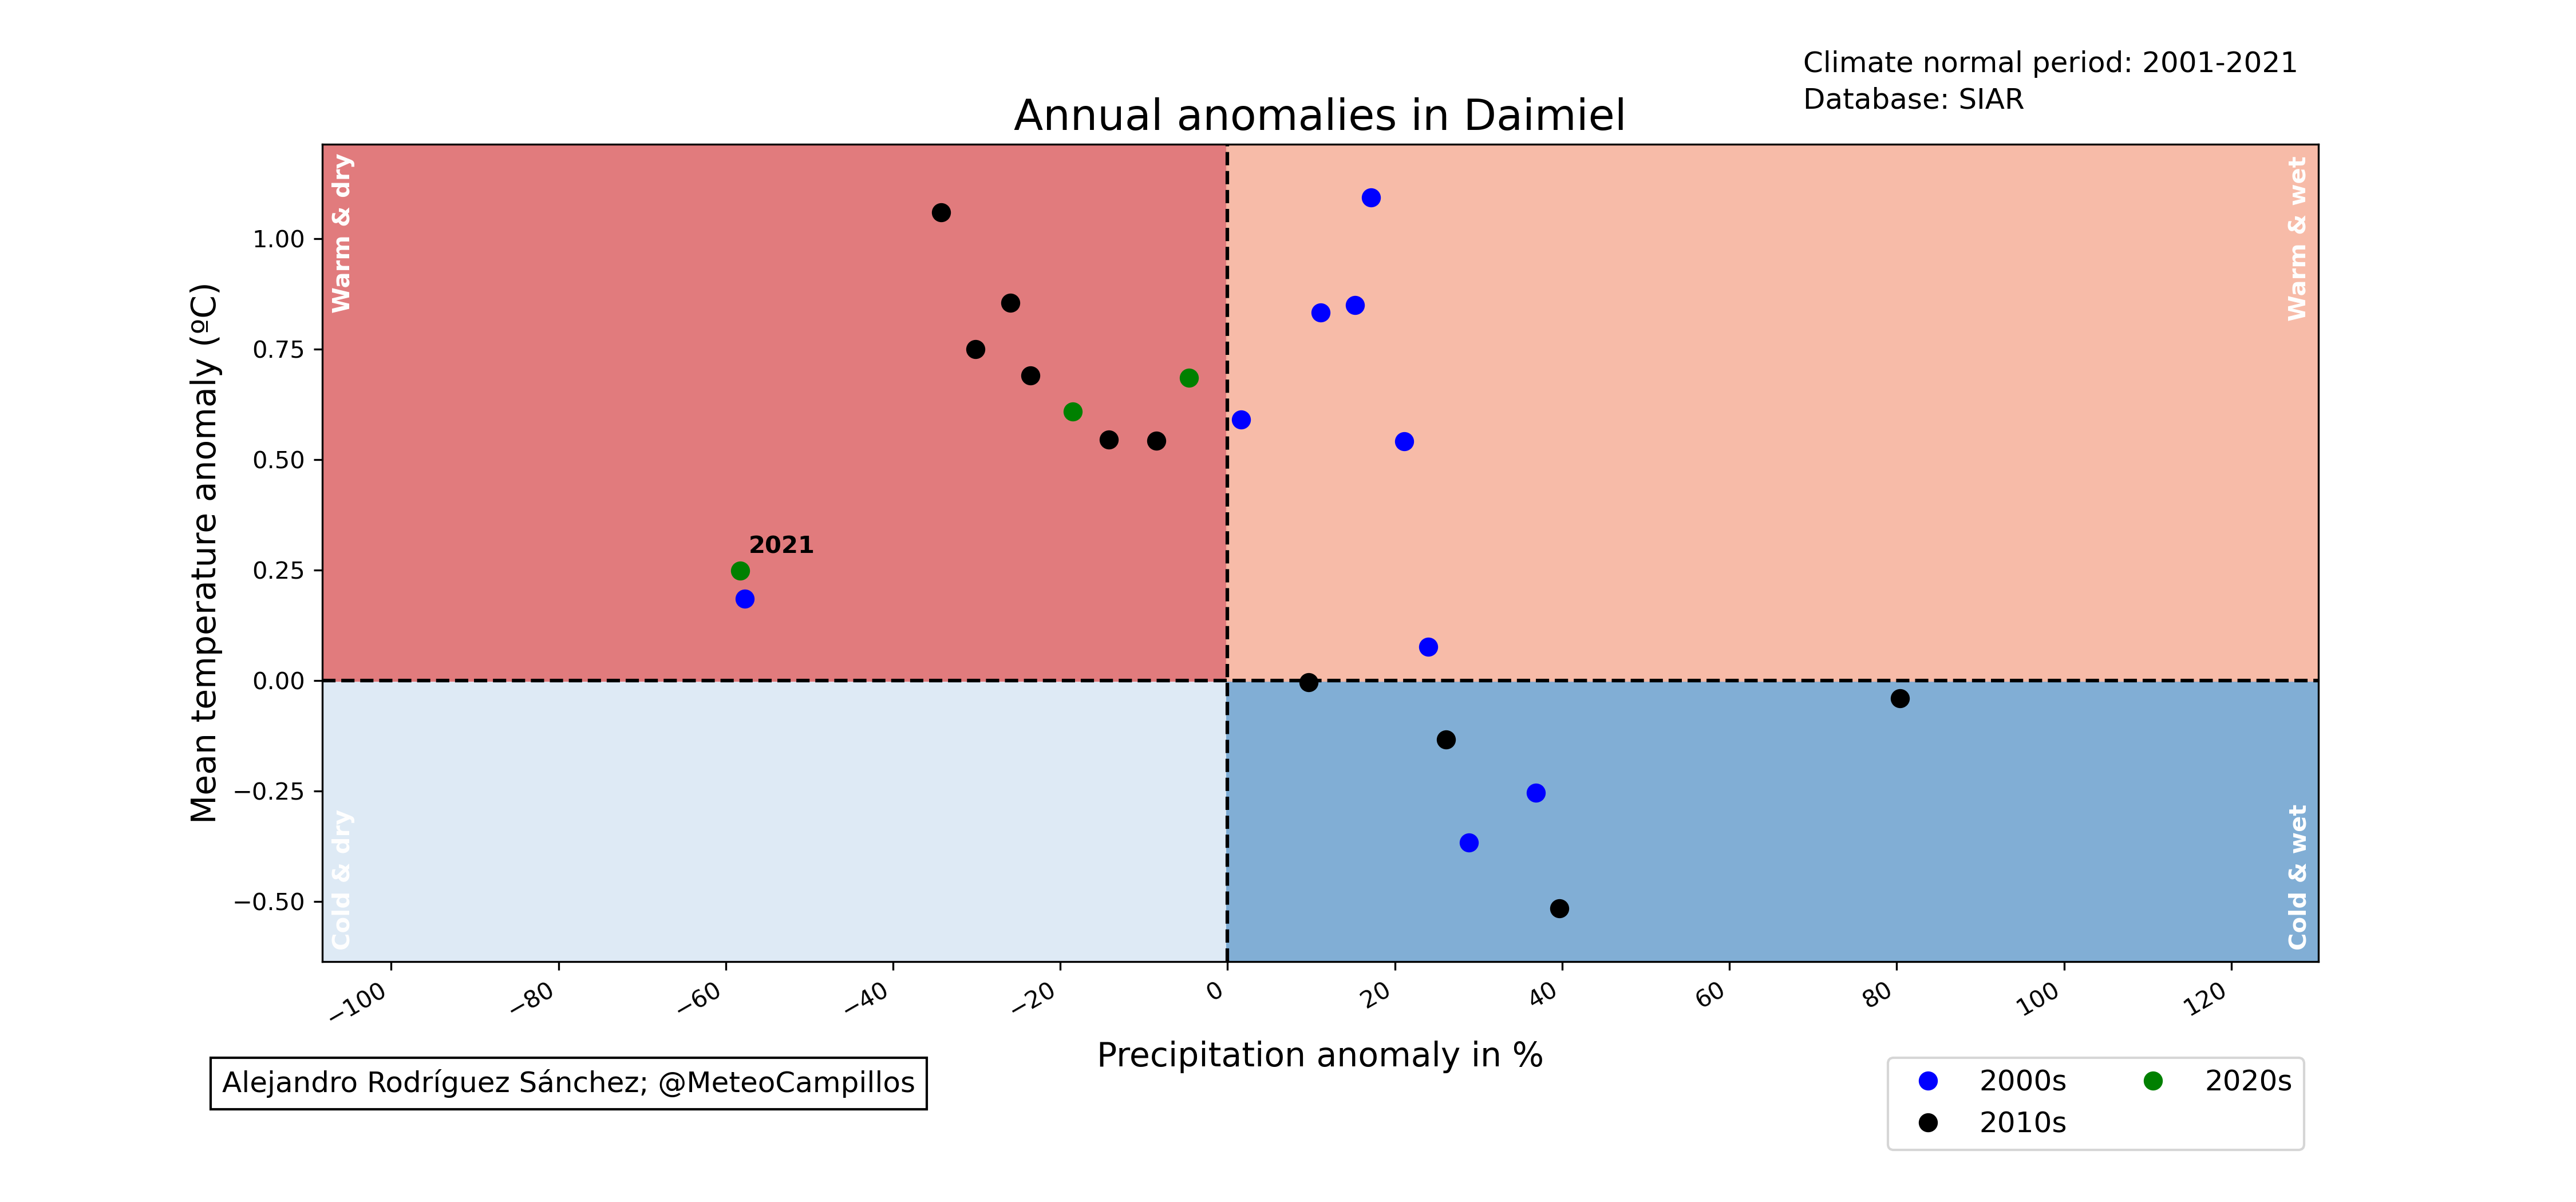 Climate normal period: 2001-2021
Database: SIAR
Annual anomalies in Daimiel
Warm & dry
Warm & wet
Mean temperature anomaly (ºC)
1.00
0.75
0.50
0.25
0.00
−0.25
−0.50
2021
Cold & dry
Cold & wet
−100
−80
−60
−40
−20
0
20
40
60
80
100
120
Precipitation anomaly in %
Alejandro Rodríguez Sánchez; @MeteoCampillos
2000s
2010s
2020s